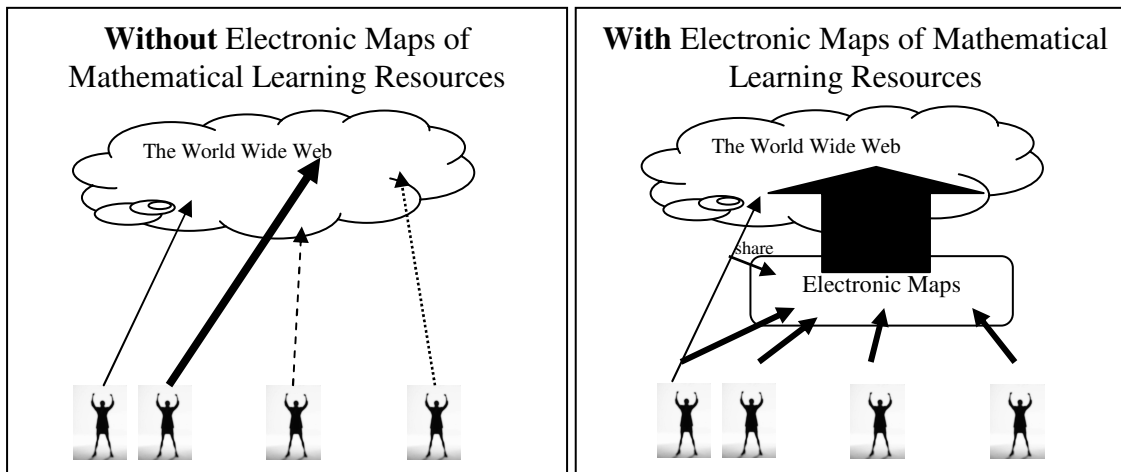 Without Electronic Maps of
Mathematical Learning Resources
The World Wide Web
With Electronic Maps of Mathematical
Learning Resources
The World Wide Web
share
Electronic Maps